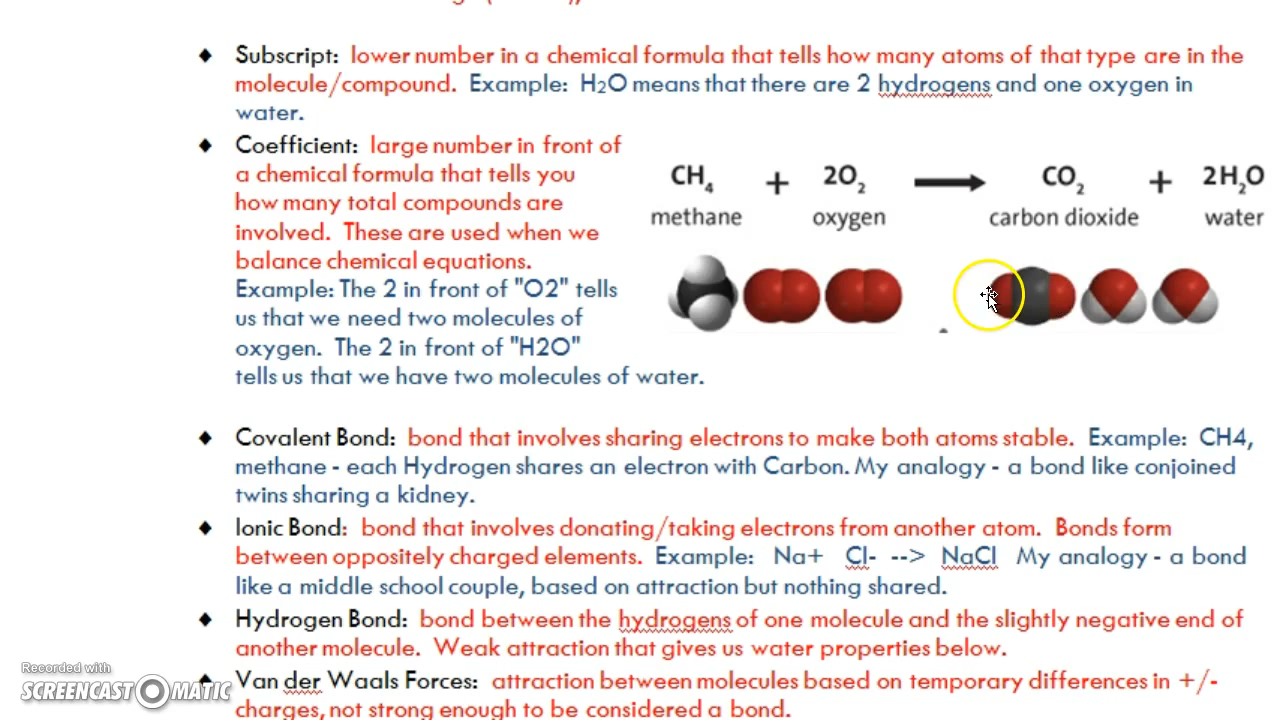 Subscript: lower number in a chemical formula that tells how many atoms of that type are in the
molecule/compound. Example: H₂O means that there are 2 hydrogens and one oxygen in
water.
Coefficient: large number in front of
a chemical formula that tells you
how many total compounds are
involved. These are used when we
balance chemical equations.
Example: The 2 in front of "O2" tells
us that we need two molecules of
oxygen. The 2 in front of "H2O"
tells us that we have two molecules of water.
CH₄ + 2O₂ → CO₂ + 2H₂O
methane oxygen carbon dioxide water
Covalent Bond: bond that involves sharing electrons to make both atoms stable. Example: CH4,
methane - each Hydrogen shares an electron with Carbon. My analogy - a bond like conjoined
twins sharing a kidney.
Ionic Bond: bond that involves donating/taking electrons from another atom. Bonds form
between oppositely charged elements. Example: Na+ Cl- --> NaCl My analogy - a bond
like a middle school couple, based on attraction but nothing shared.
Hydrogen Bond: bond between the hydrogens of one molecule and the slightly negative end of
another molecule. Weak attraction that gives us water properties below.
Van der Waals Forces: attraction between molecules based on temporary differences in +/-
charges, not strong enough to be considered a bond.
Recorded with
SCREENCAST-O-MATIC